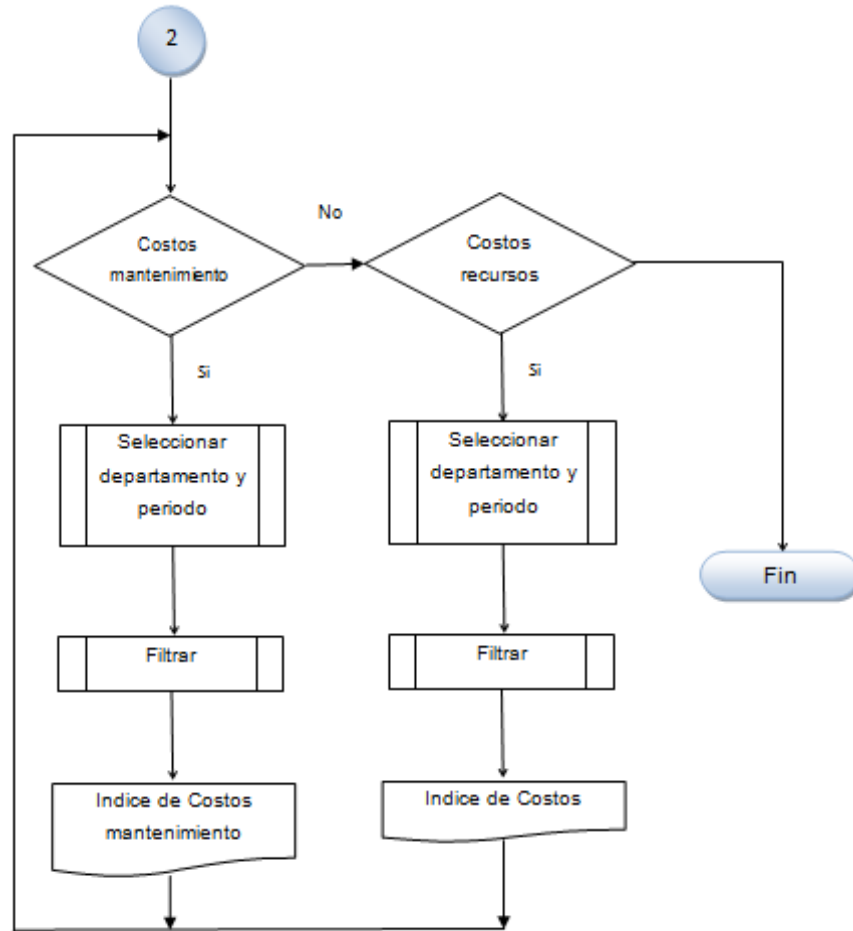 2
No
Costos
mantenimiento
Costos
recursos
Si
Si
Seleccionar
departamento y
periodo
Seleccionar
departamento y
periodo
Fin
Filtrar
Filtrar
Indice de Costos
mantenimiento
Indice de Costos